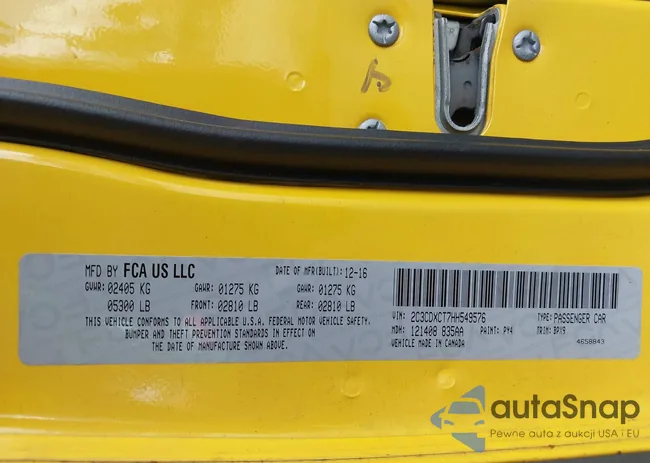 MFD BY FCA US LLC
DATE OF MFR(BUILT): 12-16
GVWR: 02405 KG GAWR: 01275 KG GAWR: 01275 KG
05300 LB FRONT: 02810 LB REAR: 02810 LB
THIS VEHICLE CONFORMS TO ALL APPLICABLE U.S.A. FEDERAL MOTOR VEHICLE SAFETY,
BUMPER AND THEFT PREVENTION STANDARDS IN EFFECT ON
THE DATE OF MANUFACTURE SHOWN ABOVE.
VIN: 2C3CDXCT7HH549576 TYPE: PASSENGER CAR
MDH: 121408 835AA PAINT: PY4 TRIM: BPX9
VEHICLE MADE IN CANADA 4658843
autaSnap
Pewne auta z aukcji USA i EU